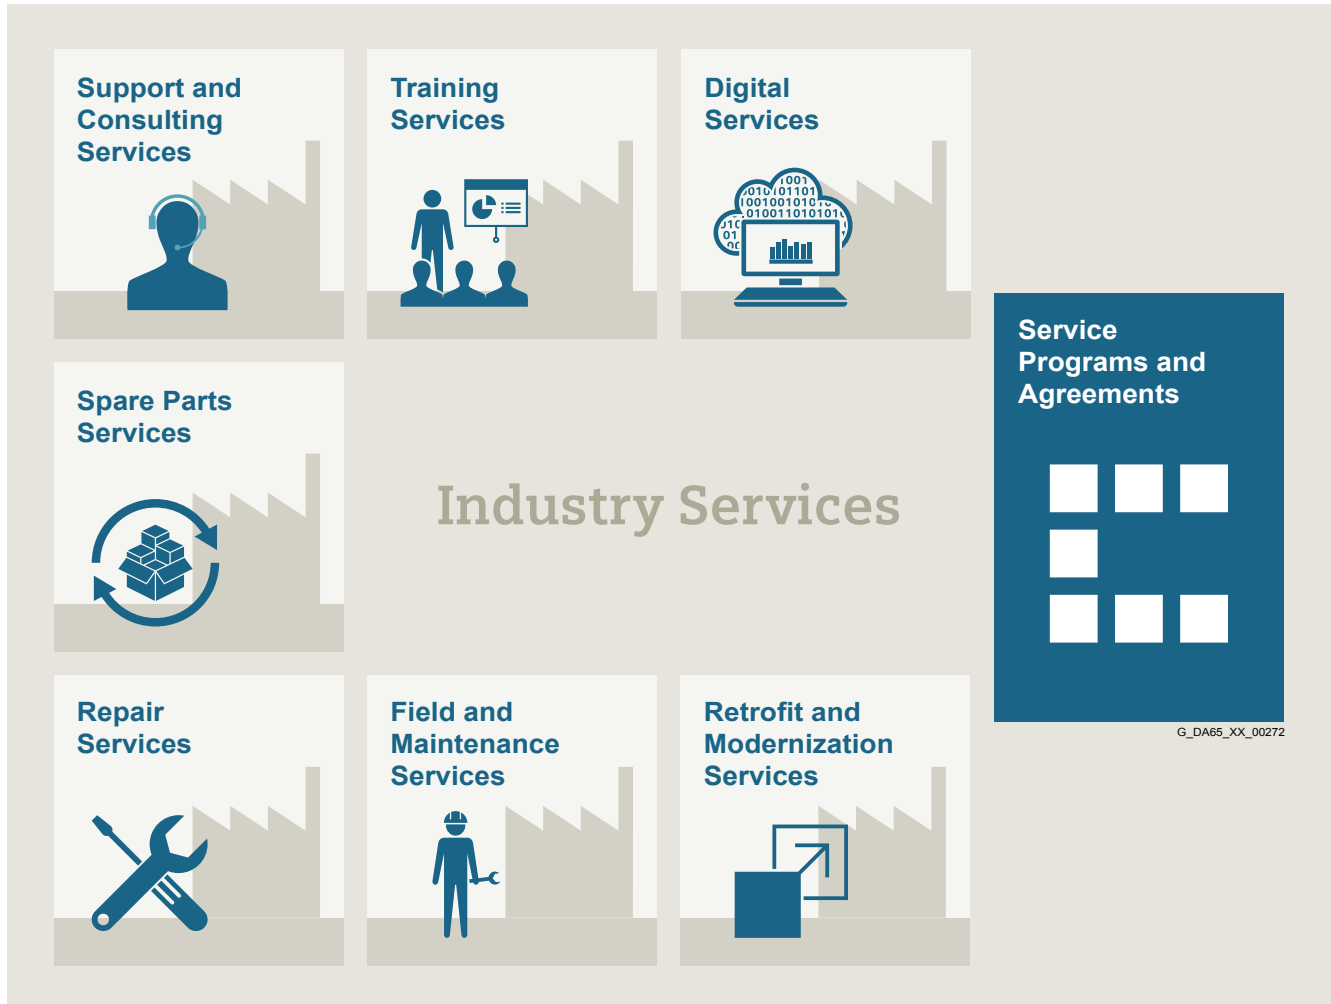 Support and
Consulting
Services
Training
Services
Digital
Services
Service
Programs and
Agreements
Spare Parts
Services
Industry Services
Repair
Services
Field and
Maintenance
Services
Retrofit and
Modernization
Services
G_DA65_XX_00272